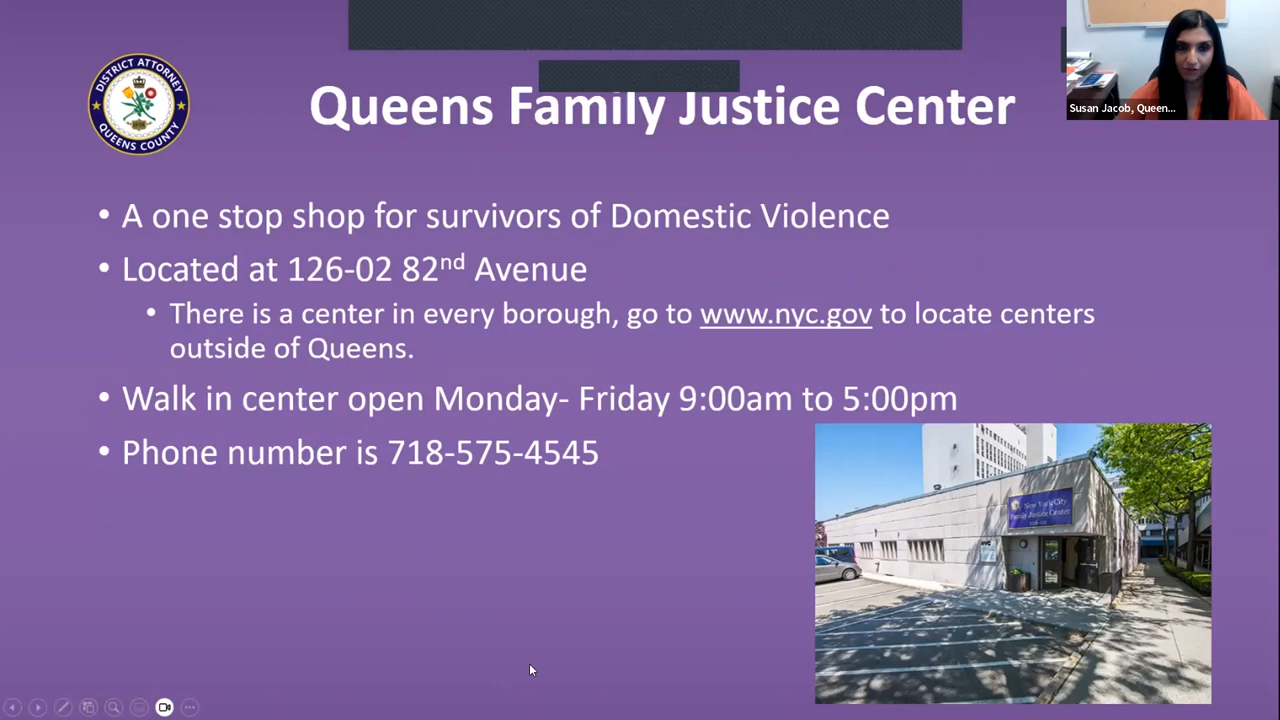 DISTRICT ATTORNEY
QUEENS COUNTY
Queens Family Justice Center
Susan Jacob, Queen...
• A one stop shop for survivors of Domestic Violence
• Located at 126-02 82nd Avenue
• There is a center in every borough, go to www.nyc.gov to locate centers
outside of Queens.
• Walk in center open Monday- Friday 9:00am to 5:00pm
• Phone number is 718-575-4545
New York City
Family Justice Center